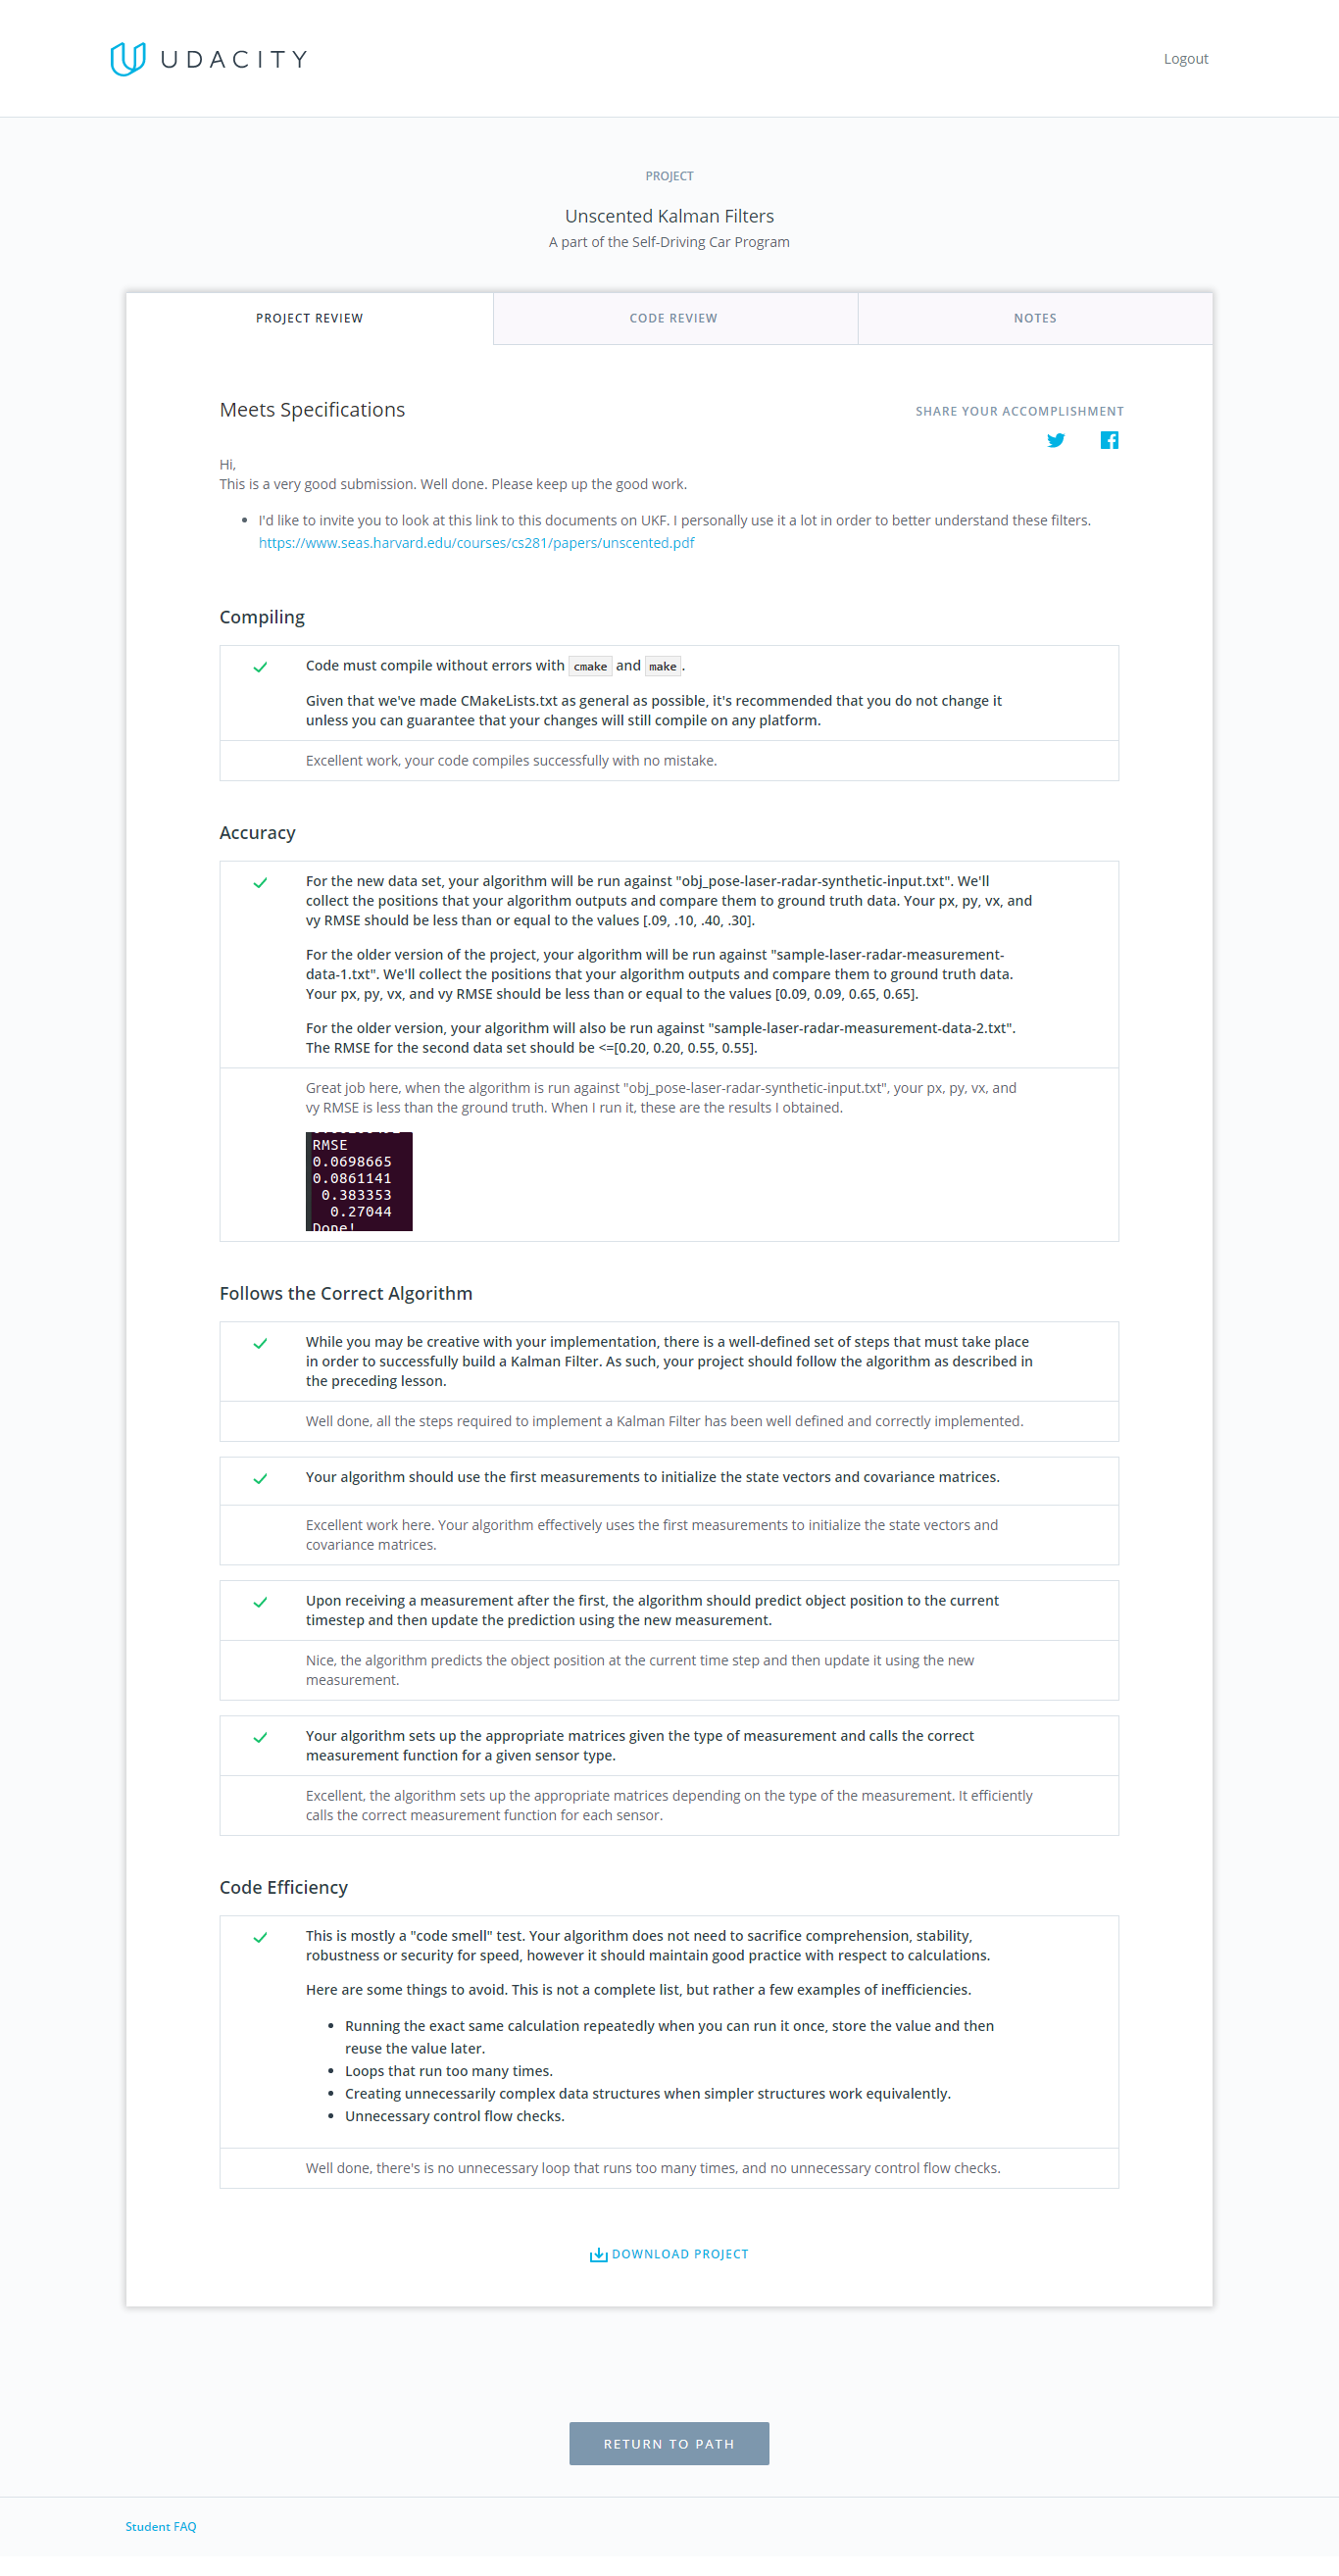 UDACITY
Logout
PROJECT
Unscented Kalman Filters
A part of the Self-Driving Car Program
PROJECT REVIEW
CODE REVIEW
NOTES
Meets Specifications
SHARE YOUR ACCOMPLISHMENT
Hi,
This is a very good submission. Well done. Please keep up the good work.
• I'd like to invite you to look at this link to this documents on UKF. I personally use it a lot in order to better understand these filters.
https://www.seas.harvard.edu/courses/cs281/papers/unscented.pdf
Compiling
Code must compile without errors with cmake and make.
Given that we've made CMakeLists.txt as general as possible, it's recommended that you do not change it
unless you can guarantee that your changes will still compile on any platform.
Excellent work, your code compiles successfully with no mistake.
Accuracy
For the new data set, your algorithm will be run against "obj_pose-laser-radar-synthetic-input.txt". We'll
collect the positions that your algorithm outputs and compare them to ground truth data. Your px, py, vx, and
vy RMSE should be less than or equal to the values [.09, .10, .40, .30].
For the older version of the project, your algorithm will be run against "sample-laser-radar-measurement-
data-1.txt". We'll collect the positions that your algorithm outputs and compare them to ground truth data.
Your px, py, vx, and vy RMSE should be less than or equal to the values [0.09, 0.09, 0.65, 0.65].
For the older version, your algorithm will also be run against "sample-laser-radar-measurement-data-2.txt".
The RMSE for the second data set should be <=[0.20, 0.20, 0.55, 0.55].
Great job here, when the algorithm is run against "obj_pose-laser-radar-synthetic-input.txt", your px, py, vx, and
vy RMSE is less than the ground truth. When I run it, these are the results I obtained.
RMSE
0.0698665
0.0861141
0.383353
0.27044
Done!
Follows the Correct Algorithm
While you may be creative with your implementation, there is a well-defined set of steps that must take place
in order to successfully build a Kalman Filter. As such, your project should follow the algorithm as described in
the preceding lesson.
Well done, all the steps required to implement a Kalman Filter has been well defined and correctly implemented.
Your algorithm should use the first measurements to initialize the state vectors and covariance matrices.
Excellent work here. Your algorithm effectively uses the first measurements to initialize the state vectors and
covariance matrices.
Upon receiving a measurement after the first, the algorithm should predict object position to the current
timestep and then update the prediction using the new measurement.
Nice, the algorithm predicts the object position at the current time step and then update it using the new
measurement.
Your algorithm sets up the appropriate matrices given the type of measurement and calls the correct
measurement function for a given sensor type.
Excellent, the algorithm sets up the appropriate matrices depending on the type of the measurement. It efficiently
calls the correct measurement function for each sensor.
Code Efficiency
This is mostly a "code smell" test. Your algorithm does not need to sacrifice comprehension, stability,
robustness or security for speed, however it should maintain good practice with respect to calculations.
Here are some things to avoid. This is not a complete list, but rather a few examples of inefficiencies.
• Running the exact same calculation repeatedly when you can run it once, store the value and then
reuse the value later.
• Loops that run too many times.
• Creating unnecessarily complex data structures when simpler structures work equivalently.
• Unnecessary control flow checks.
Well done, there's is no unnecessary loop that runs too many times, and no unnecessary control flow checks.
DOWNLOAD PROJECT
RETURN TO PATH
Student FAQ